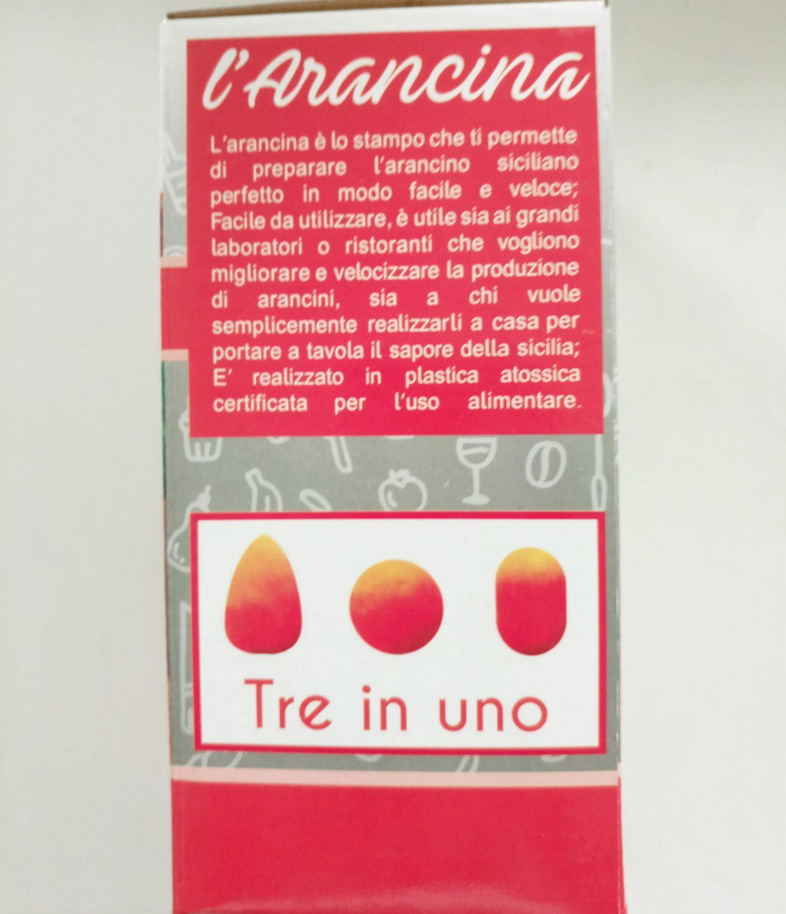 l'Arancina
L'arancina è lo stampo che ti permette
di preparare l'arancino siciliano
perfetto in modo facile e veloce;
Facile da utilizzare, è utile sia ai grandi
laboratori o ristoranti che vogliono
migliorare e velocizzare la produzione
di arancini, sia a chi vuole
semplicemente realizzarli a casa per
portare a tavola il sapore della sicilia;
E' realizzato in plastica atossica
certificata per l'uso alimentare.
Tre in uno